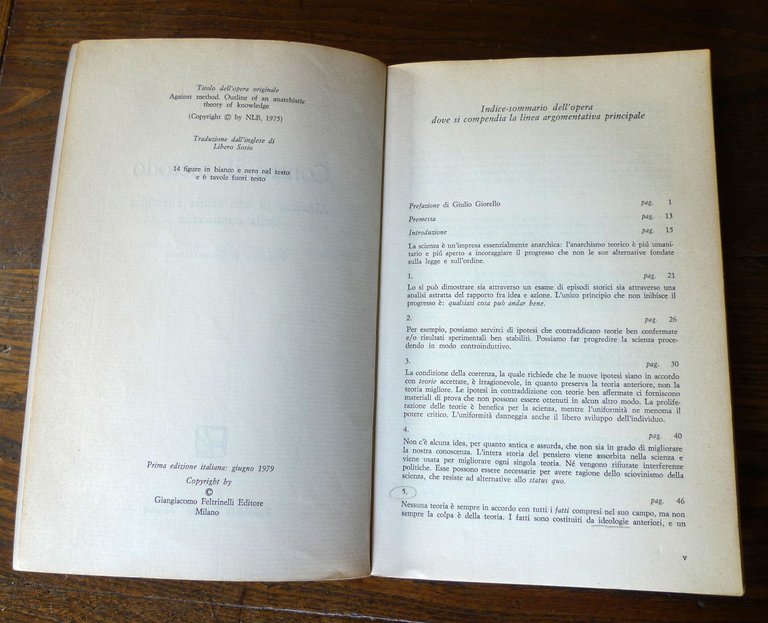 Titolo dell'opera originale
Against method. Outline of an anarchistic
theory of knowledge
(Copyright © by NLB, 1975)
Traduzione dall'inglese di
Libero Sosio
14 figure in bianco e nero nel testo
e 6 tavole fuori testo
Prima edizione italiana: giugno 1979
Copyright by
©
Giangiacomo Feltrinelli Editore
Milano
Indice-sommario dell'opera
dove si compendia la linea argomentativa principale
Prefazione di Giulio Giorello pag. 1
Premessa pag. 13
Introduzione pag. 15
La scienza è un'impresa essenzialmente anarchica: l'anarchismo teorico è piú umani-
tario e piú aperto a incoraggiare il progresso che non le sue alternative fondate
sulla legge e sull'ordine.
1. pag. 21
Lo si può dimostrare sia attraverso un esame di episodi storici sia attraverso una
analisi astratta del rapporto fra idea e azione. L'unico principio che non inibisce il
progresso è: qualsiasi cosa può andar bene.
2. pag. 26
Per esempio, possiamo servirci di ipotesi che contraddicano teorie ben confermate
e/o risultati sperimentali ben stabiliti. Possiamo far progredire la scienza proce-
dendo in modo controinduttivo.
3. pag. 30
La condizione della coerenza, la quale richiede che le nuove ipotesi siano in accordo
con teorie accettate, è irragionevole, in quanto preserva la teoria anteriore, non la
teoria migliore. Le ipotesi in contraddizione con teorie ben affermate ci forniscono
materiali di prova che non possono essere ottenuti in alcun altro modo. La prolife-
razione delle teorie è benefica per la scienza, mentre l'uniformità ne menoma il
potere critico. L'uniformità danneggia anche il libero sviluppo dell'individuo.
4. pag. 40
Non c'è alcuna idea, per quanto antica e assurda, che non sia in grado di migliorare
la nostra conoscenza. L'intera storia del pensiero viene assorbita nella scienza e
viene usata per migliorare ogni singola teoria. Né vengono rifiutate interferenze
politiche. Esse possono essere necessarie per avere ragione dello sciovinismo della
scienza, che resiste ad alternative allo status quo.
5. pag. 46
Nessuna teoria è sempre in accordo con tutti i fatti compresi nel suo campo, ma non
sempre la colpa è della teoria. I fatti sono costituiti da ideologie anteriori, e un
V